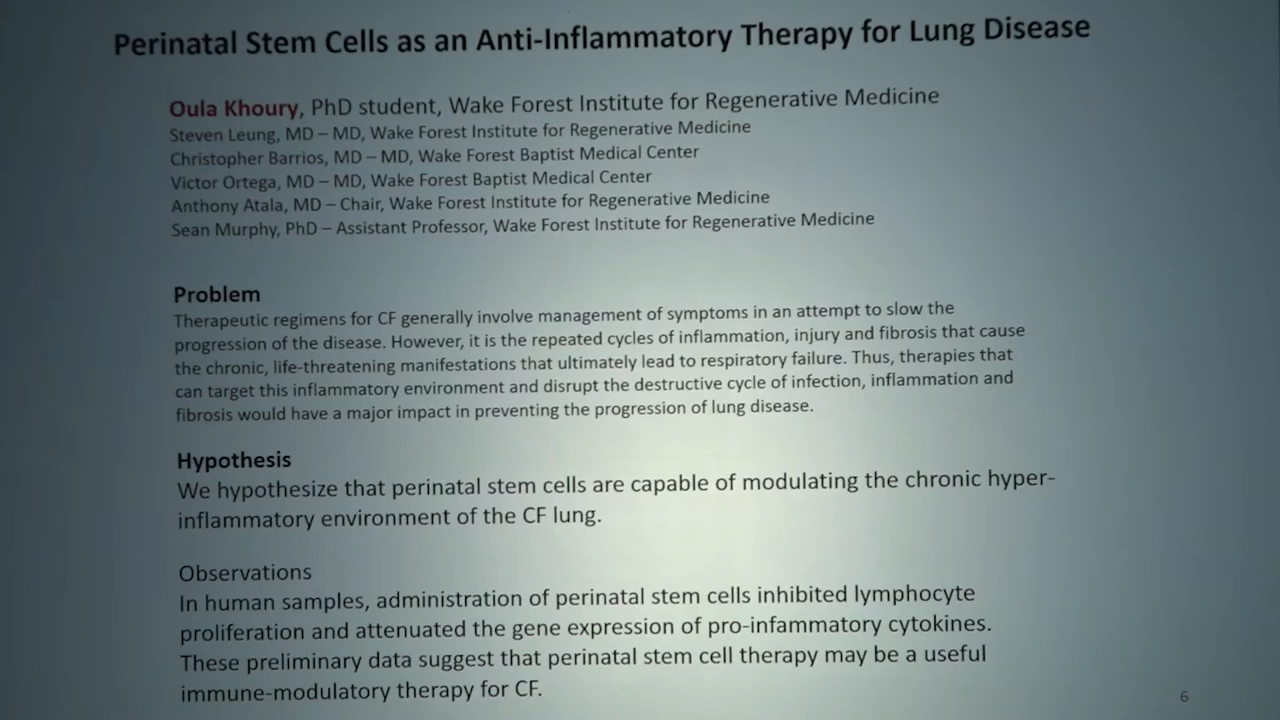 Perinatal Stem Cells as an Anti-Inflammatory Therapy for Lung Disease
Oula Khoury, PhD student, Wake Forest Institute for Regenerative Medicine
Steven Leung, MD – MD, Wake Forest Institute for Regenerative Medicine
Christopher Barrios, MD – MD, Wake Forest Baptist Medical Center
Victor Ortega, MD – MD, Wake Forest Baptist Medical Center
Anthony Atala, MD – Chair, Wake Forest Institute for Regenerative Medicine
Sean Murphy, PhD – Assistant Professor, Wake Forest Institute for Regenerative Medicine
Problem
Therapeutic regimens for CF generally involve management of symptoms in an attempt to slow the
progression of the disease. However, it is the repeated cycles of inflammation, injury and fibrosis that cause
the chronic, life-threatening manifestations that ultimately lead to respiratory failure. Thus, therapies that
can target this inflammatory environment and disrupt the destructive cycle of infection, inflammation and
fibrosis would have a major impact in preventing the progression of lung disease.
Hypothesis
We hypothesize that perinatal stem cells are capable of modulating the chronic hyper-
inflammatory environment of the CF lung.
Observations
In human samples, administration of perinatal stem cells inhibited lymphocyte
proliferation and attenuated the gene expression of pro-infammatory cytokines.
These preliminary data suggest that perinatal stem cell therapy may be a useful
immune-modulatory therapy for CF.
6